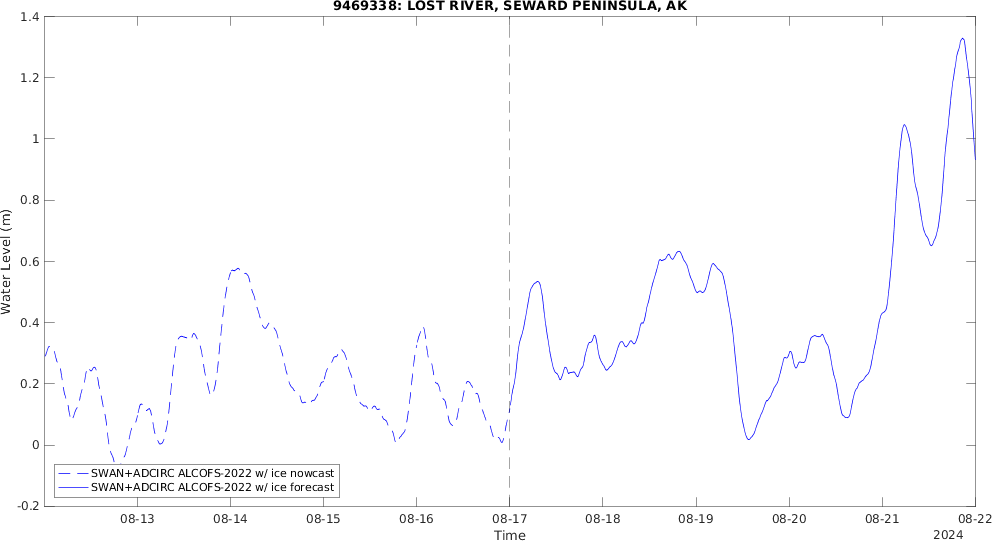 9469338: LOST RIVER, SEWARD PENINSULA, AK
1.4
1.2
1
0.8
0.6
0.4
0.2
0
-0.2
Water Level (m)
SWAN+ADCIRC ALCOFS-2022 w/ ice nowcast
SWAN+ADCIRC ALCOFS-2022 w/ ice forecast
08-13 08-14 08-15 08-16 08-17 08-18 08-19 08-20 08-21 08-22
Time
2024